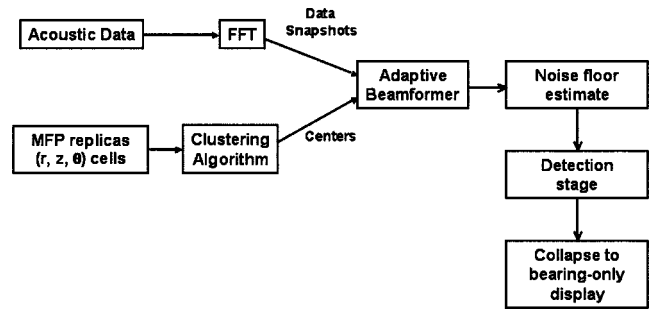 Acoustic Data
FFT
Data
Snapshots
Adaptive
Beamformer
Noise floor
estimate
MFP replicas
(r, z, θ) cells
Clustering
Algorithm
Centers
Detection
stage
Collapse to
bearing-only
display